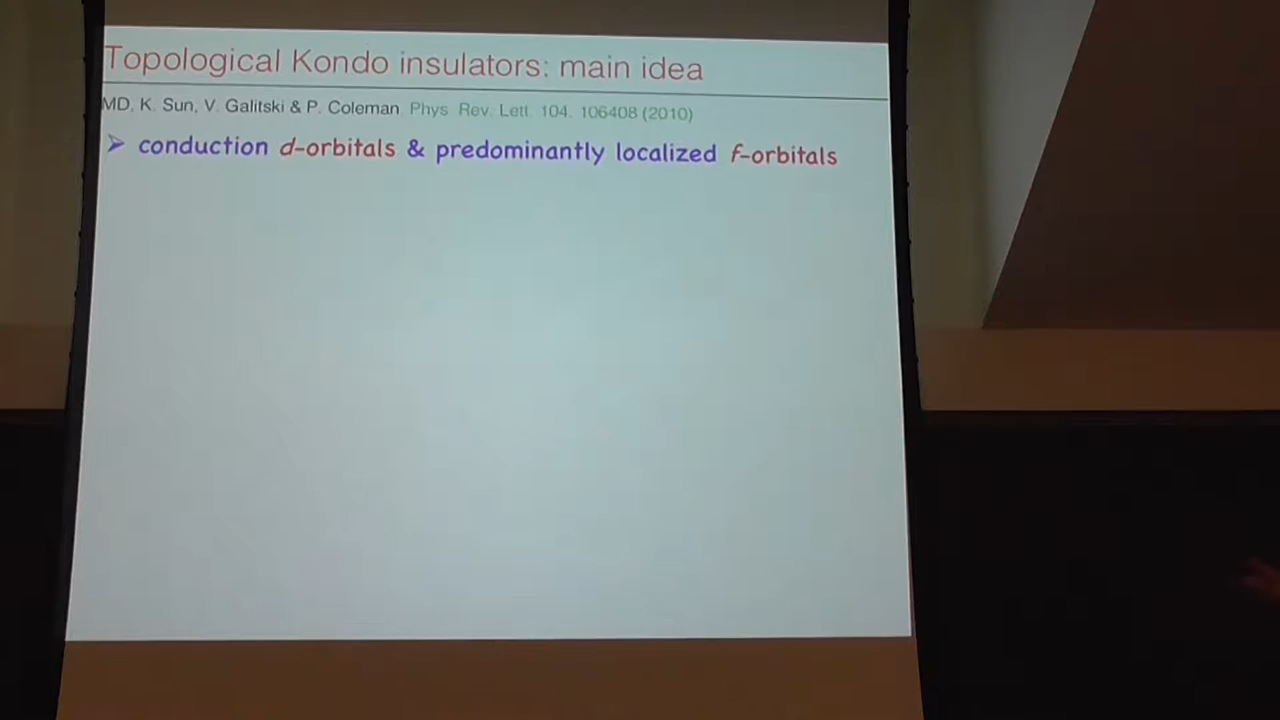 Topological Kondo insulators: main idea
MD, K. Sun, V. Galitski & P. Coleman, Phys. Rev. Lett. 104, 106408 (2010)
➢ conduction d-orbitals & predominantly localized f-orbitals